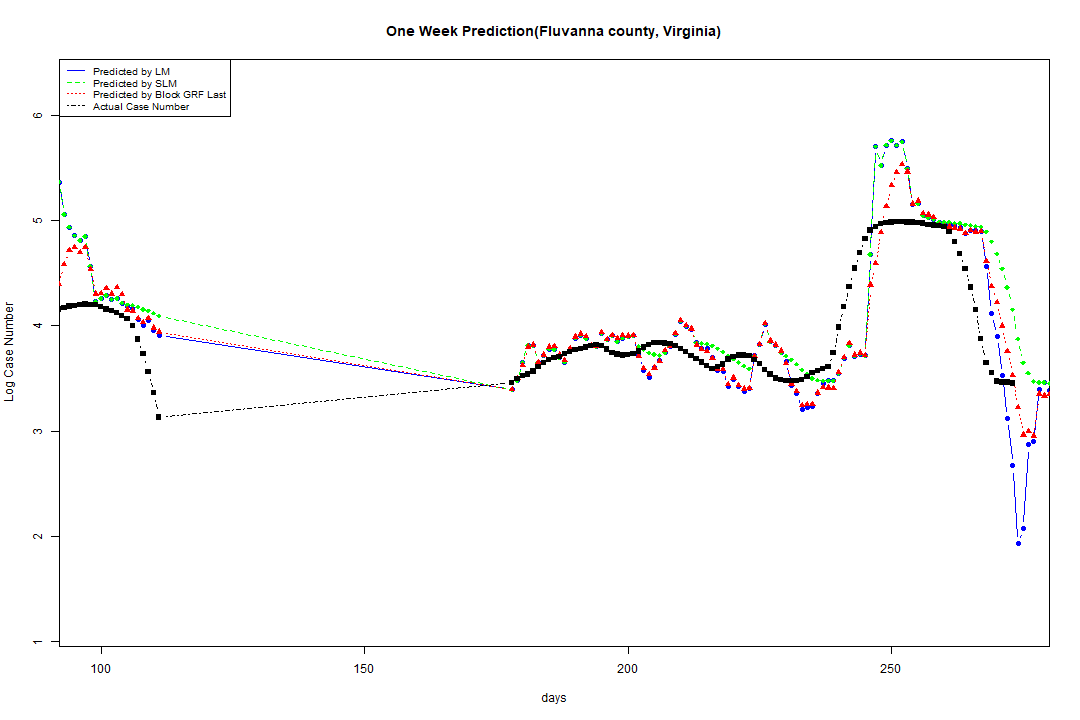 One Week Prediction(Fluvanna county, Virginia)
Predicted by LM
Predicted by SLM
Predicted by Block GRF Last
Actual Case Number
Log Case Number
6
5
4
3
2
1
100 150 200 250
days